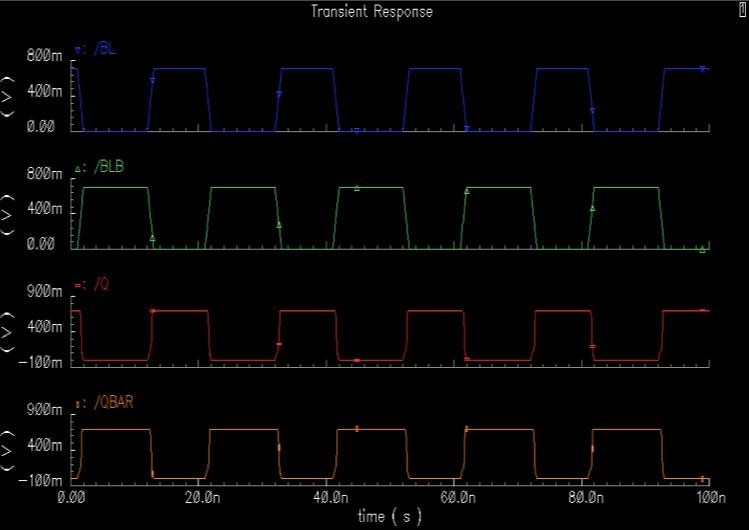 Transient Response
1
/BL
800m
400m
0.00
(V)
/BLB
800m
400m
0.00
(V)
/Q
900m
400m
-100m
(V)
/QBAR
900m
400m
-100m
(V)
0.00 20.0n 40.0n 60.0n 80.0n 100n
time ( s )